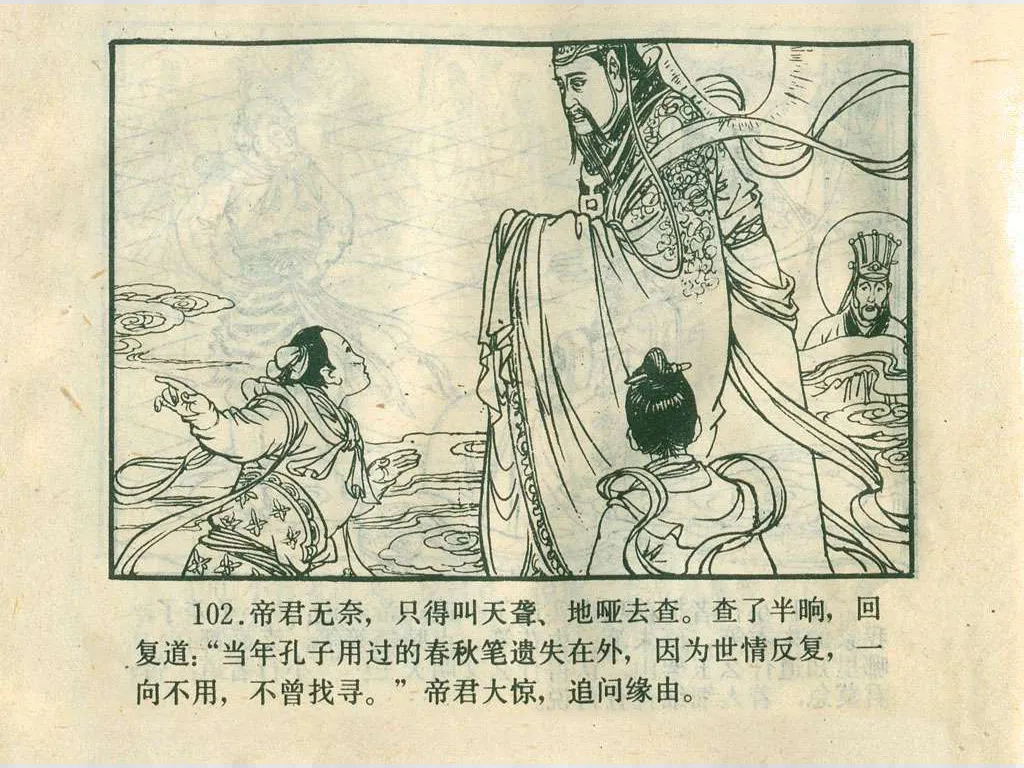 102.帝君无奈，只得叫天聋、地哑去查。查了半晌，回
复道：“当年孔子用过的春秋笔遗失在外，因为世情反复，一
向不用，不曾找寻。”帝君大惊，追问缘由。